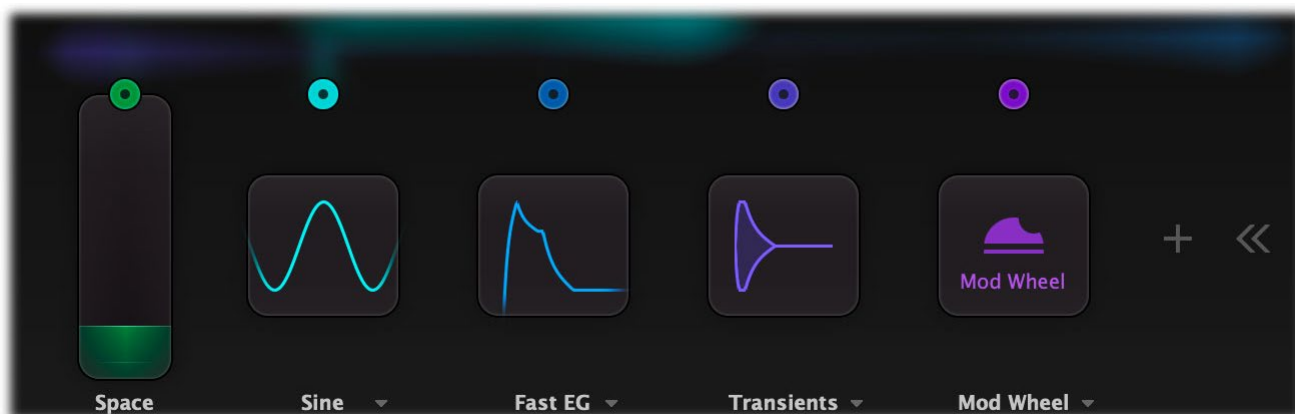 Mod Wheel
Space
Sine
Fast EG
Transients
Mod Wheel